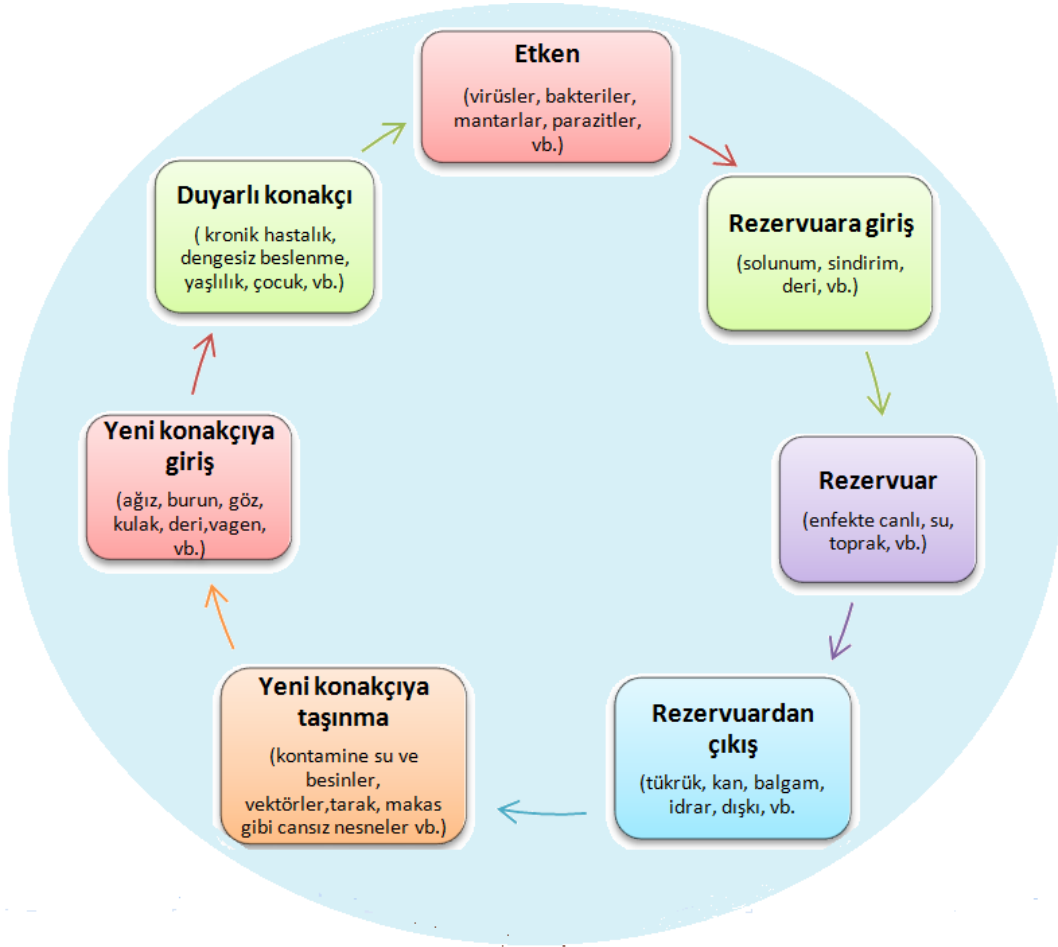 Etken
(virüsler, bakteriler,
mantarlar, parazitler,
vb.)
Rezervuara giriş
(solunum, sindirim,
deri, vb.)
Rezervuar
(enfekte canlı, su,
toprak, vb.)
Rezervuardan
çıkış
(tükrük, kan, balgam,
idrar, dışkı, vb.
Yeni konakçıya
taşınma
(kontamine su ve
besinler,
vektörler,tarak, makas
gibi cansız nesneler vb.)
Yeni konakçıya
giriş
(ağız, burun, göz,
kulak, deri,vagen,
vb.)
Duyarlı konakçı
( kronik hastalık,
dengesiz beslenme,
yaşlılık, çocuk, vb.)